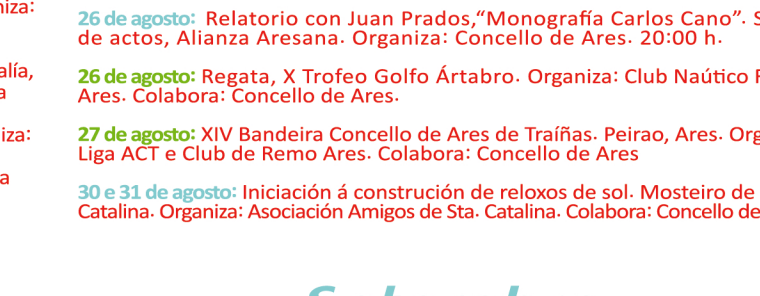 niza:
26 de agosto: Relatorio con Juan Prados,“Monografía Carlos Cano”. S
de actos, Alianza Aresana. Organiza: Concello de Ares. 20:00 h.
alía,
26 de agosto: Regata, X Trofeo Golfo Ártabro. Organiza: Club Naútico
a
Ares. Colabora: Concello de Ares.
iza:
27 de agosto: XIV Bandeira Concello de Ares de Traíñas. Peirao, Ares. Org
Liga ACT e Club de Remo Ares. Colabora: Concello de Ares
a
30 e 31 de agosto: Iniciación á construción de reloxos de sol. Mosteiro de
Catalina. Organiza: Asociación Amigos de Sta. Catalina. Colabora: Concello de